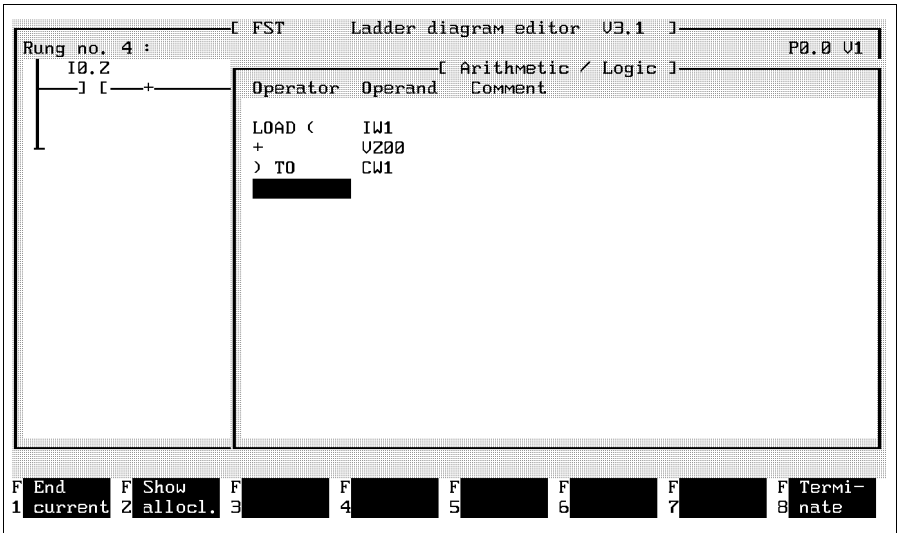 [ FST Ladder diagram editor V3.1 ]
Rung no. 4 : P0.0 V1
I0.2
] [ +
[ Arithmetic / Logic ]
Operator Operand Comment
LOAD ( IW1
+ V200
) TO CW1
F1 End current F2 Show allocl. F3 F4 F5 F6 F7 F8 Termi-nate